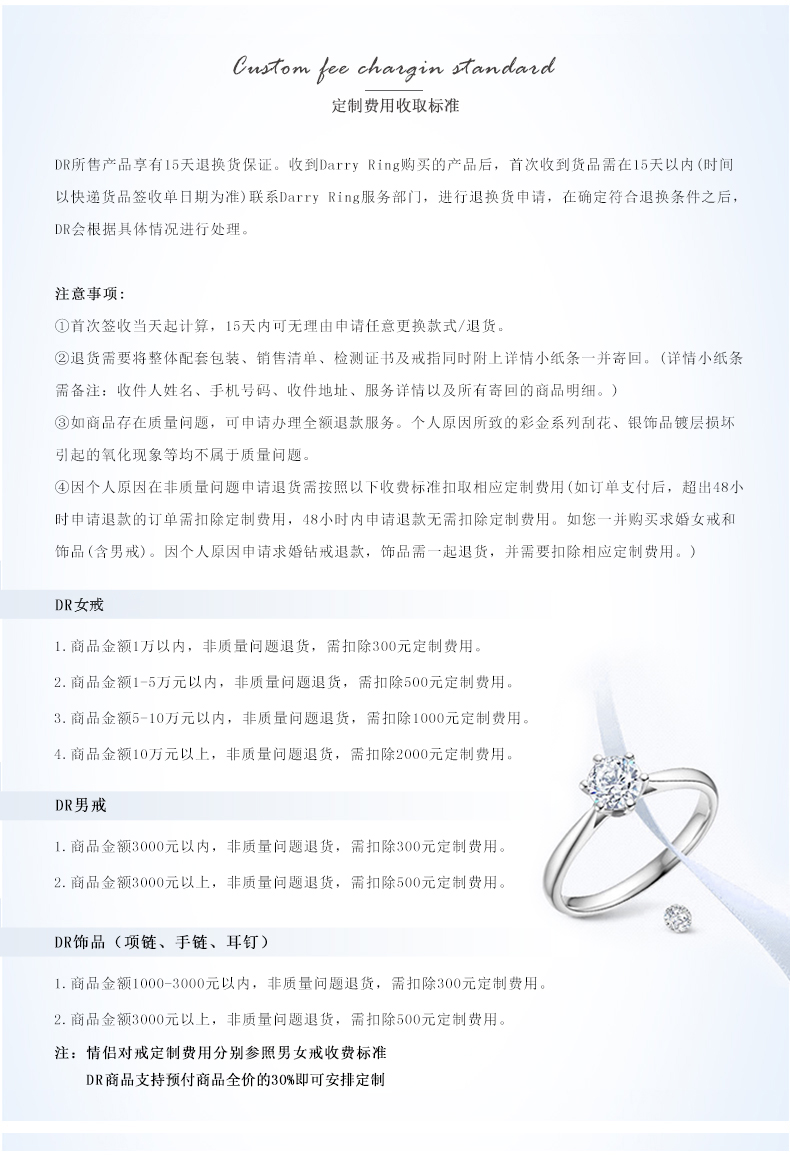 Custom fee chargin standard
定制费用收取标准
DR所售产品享有15天退换货保证。收到Darry Ring购买的产品后，首次收到货品需在15天以内(时间
以快递货品签收单日期为准)联系Darry Ring服务部门，进行退换货申请，在确定符合退换条件之后，
DR会根据具体情况进行处理。
注意事项:
①首次签收当天起计算，15天内可无理由申请任意更换款式/退货。
②退货需要将整体配套包装、销售清单、检测证书及戒指同时附上详情小纸条一并寄回。(详情小纸条
需备注：收件人姓名、手机号码、收件地址、服务详情以及所有寄回的商品明细。)
③如商品存在质量问题，可申请办理全额退款服务。个人原因所致的彩金系列刮花、银饰品镀层损坏
引起的氧化现象等均不属于质量问题。
④因个人原因在非质量问题申请退货需按照以下收费标准扣取相应定制费用(如订单支付后，超出48小
时申请退款的订单需扣除定制费用，48小时内申请退款无需扣除定制费用。如您一并购买求婚女戒和
饰品(含男戒)。因个人原因申请求婚钻戒退款，饰品需一起退货，并需要扣除相应定制费用。)
DR女戒
1.商品金额1万以内，非质量问题退货，需扣除300元定制费用。
2.商品金额1-5万元以内，非质量问题退货，需扣除500元定制费用。
3.商品金额5-10万元以内，非质量问题退货，需扣除1000元定制费用。
4.商品金额10万元以上，非质量问题退货，需扣除2000元定制费用。
DR男戒
1.商品金额3000元以内，非质量问题退货，需扣除300元定制费用。
2.商品金额3000元以上，非质量问题退货，需扣除500元定制费用。
DR饰品（项链、手链、耳钉）
1.商品金额1000-3000元以内，非质量问题退货，需扣除300元定制费用。
2.商品金额3000元以上，非质量问题退货，需扣除500元定制费用。
注：情侣对戒定制费用分别参照男女戒收费标准
DR商品支持预付商品全价的30%即可安排定制